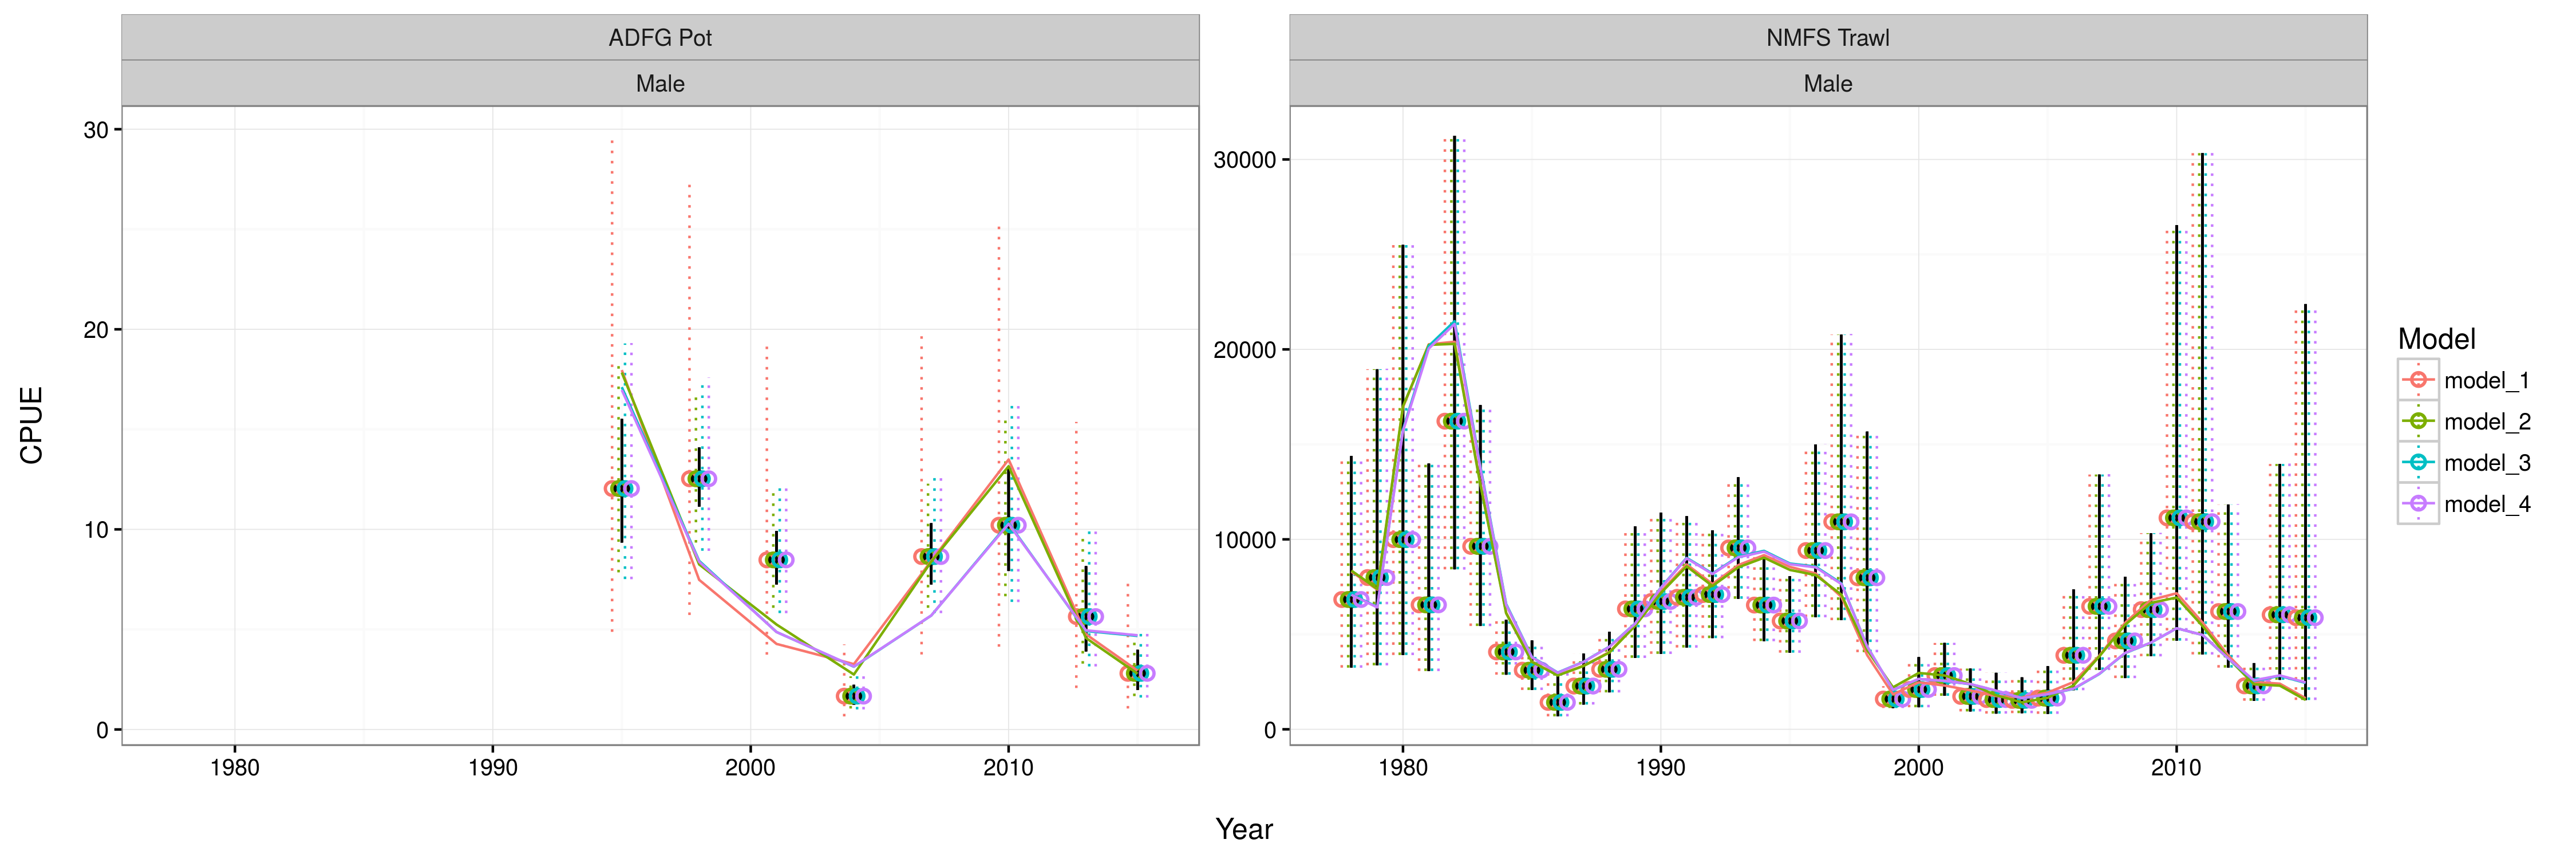 ADFG Pot
Male
NMFS Trawl
Male
CPUE
30
20
10
0
1980
1990
2000
2010
30000
20000
10000
0
1980
1990
2000
2010
Year
Model
model_1
model_2
model_3
model_4